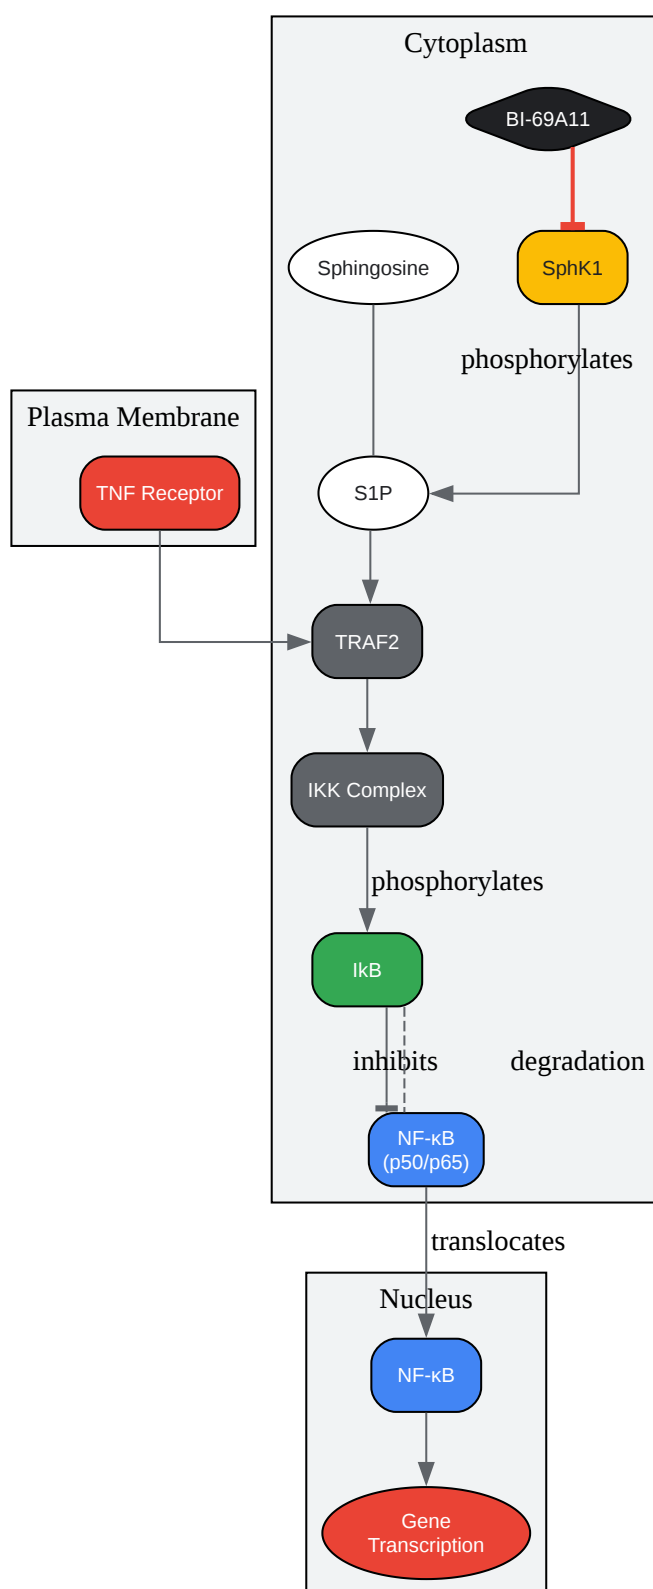 Cytoplasm
BI-69A11
Sphingosine
SphK1
phosphorylates
Plasma Membrane
TNF Receptor
S1P
TRAF2
IKK Complex
phosphorylates
IkB
inhibits
degradation
NF-κB
(p50/p65)
translocates
Nucleus
NF-κB
Gene
Transcription